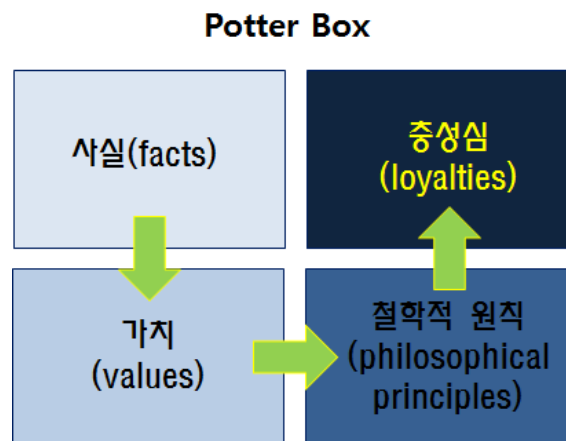 Potter Box
사실(facts)
충성심
(loyalties)
가치
(values)
철학적 원칙
(philosophical
principles)